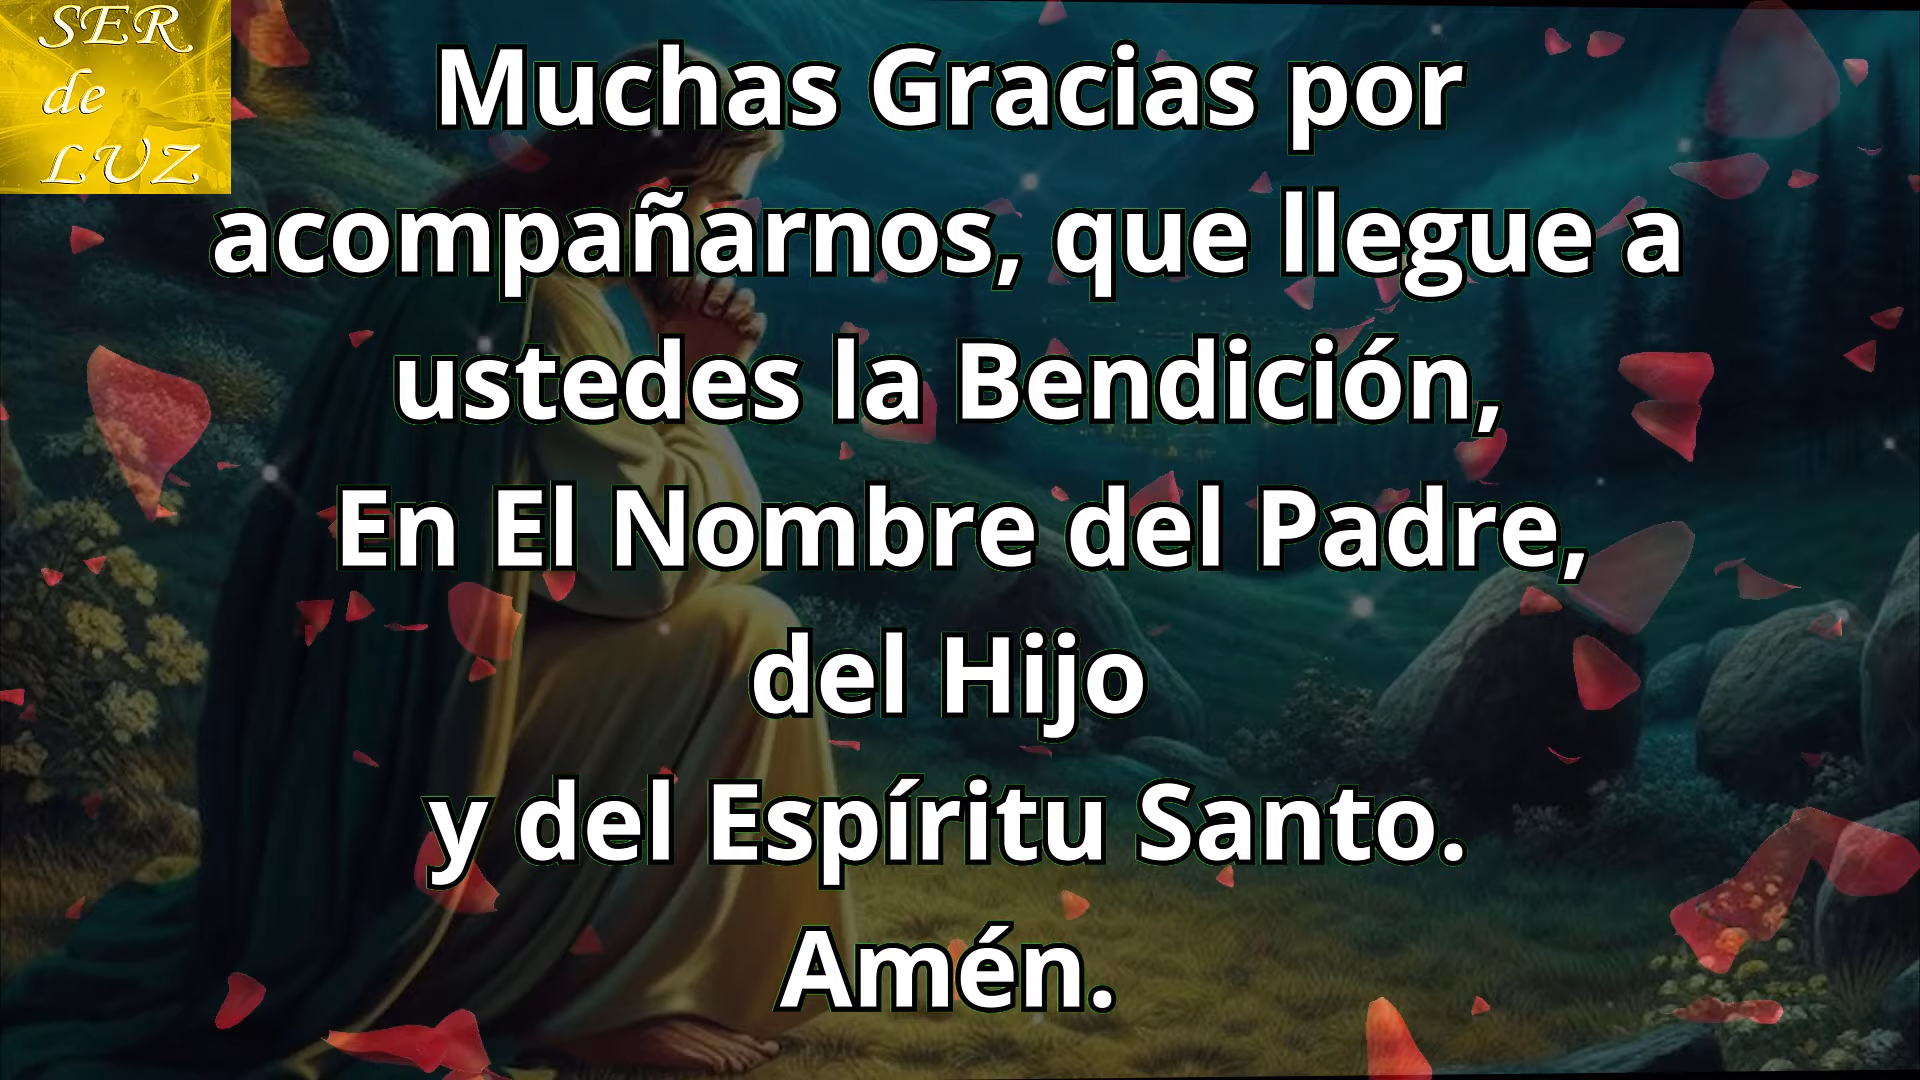 SER
de
LUZ
Muchas Gracias por
acompañarnos, que llegue a
ustedes la Bendición,
En El Nombre del Padre,
del Hijo
y del Espíritu Santo.
Amén.